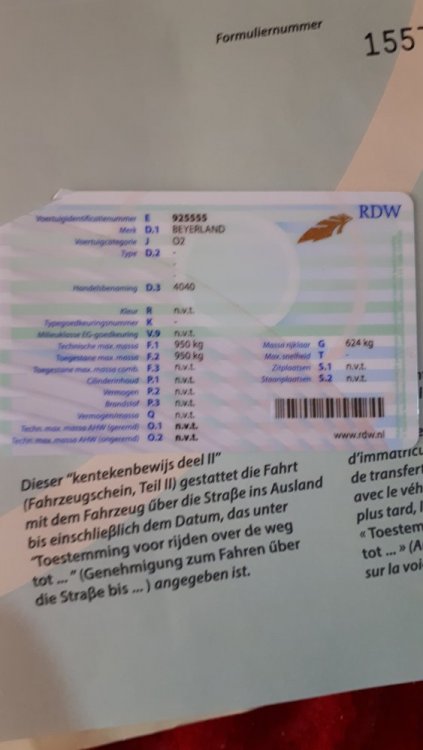 Formuliernummer
155
RDW
Voertuigidentificatienummer E 925555
Merk D.1 BEYERLAND
Voertuigcategorie J O2
Type D.2 -
-
-
Handelsbenaming D.3 4040
Kleur R n.v.t.
Typegoedkeuringsnummer K -
Milieuklasse EG-goedkeuring V.9 n.v.t.
Technische max. massa F.1 950 kg Massa rijklaar G 624 kg
Toegestane max. massa F.2 950 kg Max. snelheid T -
Toegestane max. massa comb. F.3 n.v.t. Zitplaatsen S.1 n.v.t.
Cilinderinhoud P.1 n.v.t. Staanplaatsen S.2 n.v.t.
Vermogen P.2 n.v.t.
Brandstof P.3 n.v.t.
Vermogen/massa Q n.v.t.
Techn. max. massa AHW (geremd) O.1 n.v.t.
Techn. max. massa AHW (ongeremd) O.2 n.v.t.
www.rdw.nl
Dieser "kentekenbewijs deel II"
(Fahrzeugschein, Teil II) gestattet die Fahrt
mit dem Fahrzeug über die Straße ins Ausland
bis einschließlich dem Datum, das unter
"Toestemming voor rijden over de weg
tot ..." (Genehmigung zum Fahren über
die Straße bis ... ) angegeben ist.
d'immatricu
de transfert
avec le véh
plus tard, l
« Toestem
tot ... » (A
sur la voi